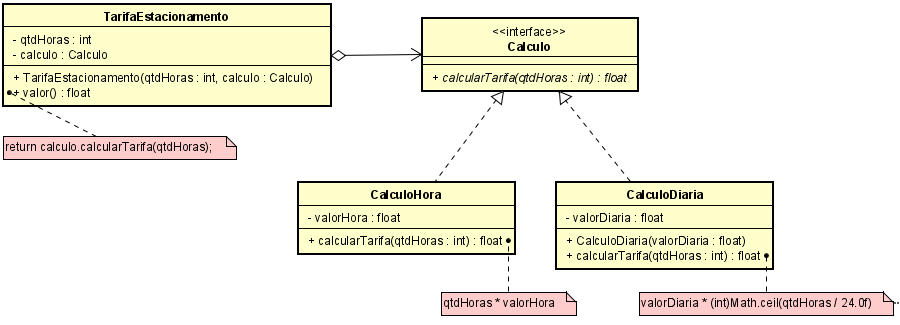 TarifaEstacionamento
- qtdHoras : int
- calculo : Calculo
+ TarifaEstacionamento(qtdHoras : int, calculo : Calculo)
+ valor() : float
return calculo.calcularTarifa(qtdHoras);
<<interface>>
Calculo
+ calcularTarifa(qtdHoras : int) : float
CalculoHora
- valorHora : float
+ calcularTarifa(qtdHoras : int) : float
qtdHoras * valorHora
CalculoDiaria
- valorDiaria : float
+ CalculoDiaria(valorDiaria : float)
+ calcularTarifa(qtdHoras : int) : float
valorDiaria * (int)Math.ceil(qtdHoras / 24.0f)